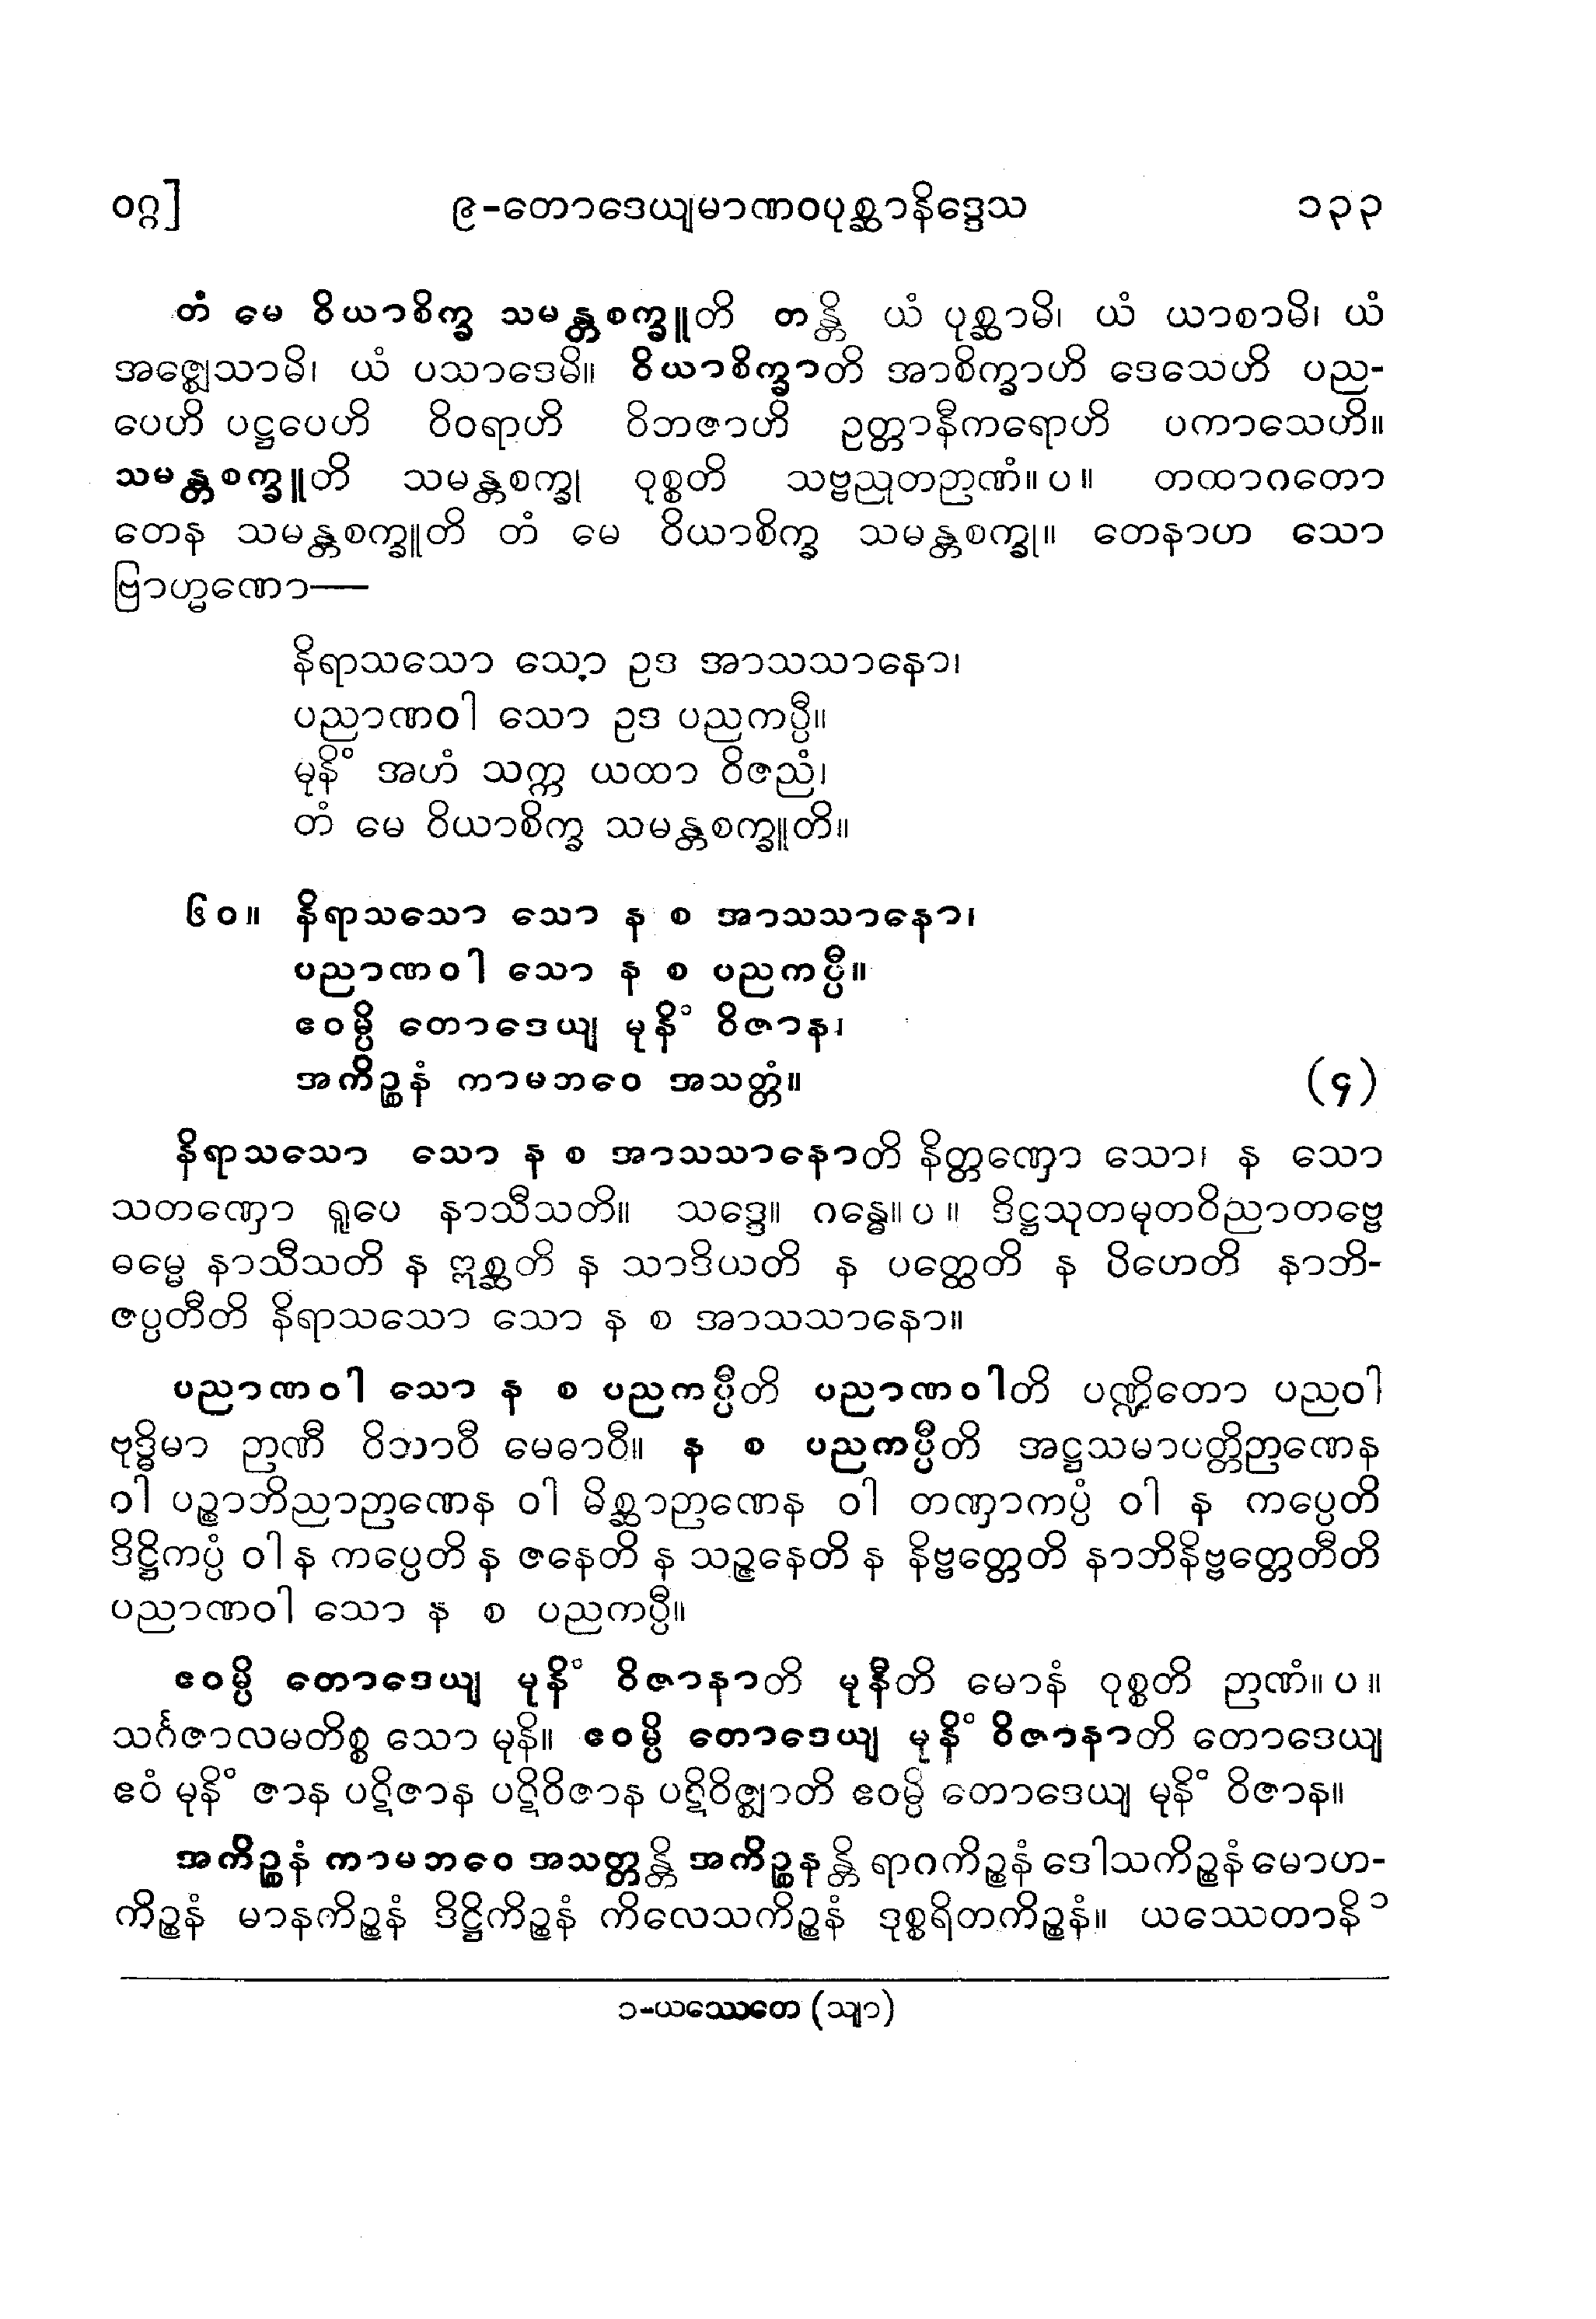 ဝဂ္ဂ] ၉-တောဒေယျမာဏဝပုစ္ဆာနိဒ္ဒေသ ၁၃၃
တံ မေ ဝိယာစိက္ခ သမန္တစက္ခူတိ တန္တိ ယံ ပုစ္ဆာမိ၊ ယံ ယာစာမိ၊ ယံ
အဇ္ဈေသာမိ၊ ယံ ပသာဒေမိ။ ဝိယာစိက္ခာတိ အာစိက္ခာဟိ ဒေသေဟိ ပည-
ပေဟိ ပဋ္ဌပေဟိ ဝိဝရာဟိ ဝိဘဇာဟိ ဥတ္တာနီကရောဟိ ပကာသေဟိ။
သမန္တစက္ခူတိ သမန္တစက္ခု ဝုစ္စတိ သဗ္ဗညုတဉာဏံ။ပ။ တထာဂတော
တေန သမန္တစက္ခူတိ တံ မေ ဝိယာစိက္ခ သမန္တစက္ခု။ တေနာဟ သော
ဗြာဟ္မဏော—
နိရာသသော သော ဥဒ အာသသာနော၊
ပညာဏဝါ သော ဥဒ ပညကပ္ပီ။
မုနိံ အဟံ သက္က ယထာ ဝိဇညံ၊
တံ မေ ဝိယာစိက္ခ သမန္တစက္ခူတိ။
၆၀။ နိရာသသော သော န စ အာသသာနော၊
ပညာဏဝါ သော န စ ပညကပ္ပီ။
ဧဝမ္ပိ တောဒေယျ မုနိံ ဝိဇာန၊
အကိဉ္စနံ ကာမဘဝေ အသတ္တံ။ (၄)
နိရာသသော သော န စ အာသသာနောတိ နိတ္တဏှော သော၊ န သော
သတဏှော ရူပေ နာသီသတိ။ သဒ္ဒေ။ ဂန္ဓေ။ပ။ ဒိဋ္ဌသုတမုတဝိညာတဗ္ဗေ
ဓမ္မေ နာသီသတိ န ဣစ္ဆတိ န သာဒိယတိ န ပတ္ထေတိ န ပိဟေတိ နာဘိ-
ဇပ္ပတီတိ နိရာသသော သော န စ အာသသာနော။
ပညာဏဝါ သော န စ ပညကပ္ပီတိ ပညာဏဝါတိ ပဏ္ဍိတော ပညဝါ
ဗုဒ္ဓိမာ ဉာဏီ ဝိဘာဝီ မေဓာဝီ။ န စ ပညကပ္ပီတိ အဋ္ဌသမာပတ္တိဉာဏေန
ဝါ ပဉ္စာဘိညာဉာဏေန ဝါ မိစ္ဆာဉာဏေန ဝါ တဏှာကပ္ပံ ဝါ န ကပ္ပေတိ
ဒိဋ္ဌိကပ္ပံ ဝါ န ကပ္ပေတိ န ဇနေတိ န သဉ္ဇနေတိ န နိဗ္ဗတ္တေတိ နာဘိနိဗ္ဗတ္တေတီတိ
ပညာဏဝါ သော န စ ပညကပ္ပီ။
ဧဝမ္ပိ တောဒေယျ မုနိံ ဝိဇာနာတိ မုနီတိ မောနံ ဝုစ္စတိ ဉာဏံ။ပ။
သင်္ဂဇာလမတိစ္စ သော မုနိ။ ဧဝမ္ပိ တောဒေယျ မုနိံ ဝိဇာနာတိ တောဒေယျ
ဧဝံ မုနိံ ဇာန ပဋိဇာန ပဋိဝိဇာန ပဋိဝိဇ္ဈာတိ ဧဝမ္ပိ တောဒေယျ မုနိံ ဝိဇာန။
အကိဉ္စနံ ကာမဘဝေ အသတ္တန္တိ အကိဉ္စနန္တိ ရာဂကိဉ္စနံ ဒေါသကိဉ္စနံ မောဟ-
ကိဉ္စနံ မာနကိဉ္စနံ ဒိဋ္ဌိကိဉ္စနံ ကိလေသကိဉ္စနံ ဒုစ္စရိတကိဉ္စနံ။ ယဿေတာနိ ၁
၁-ယဿေတေ (သျာ)